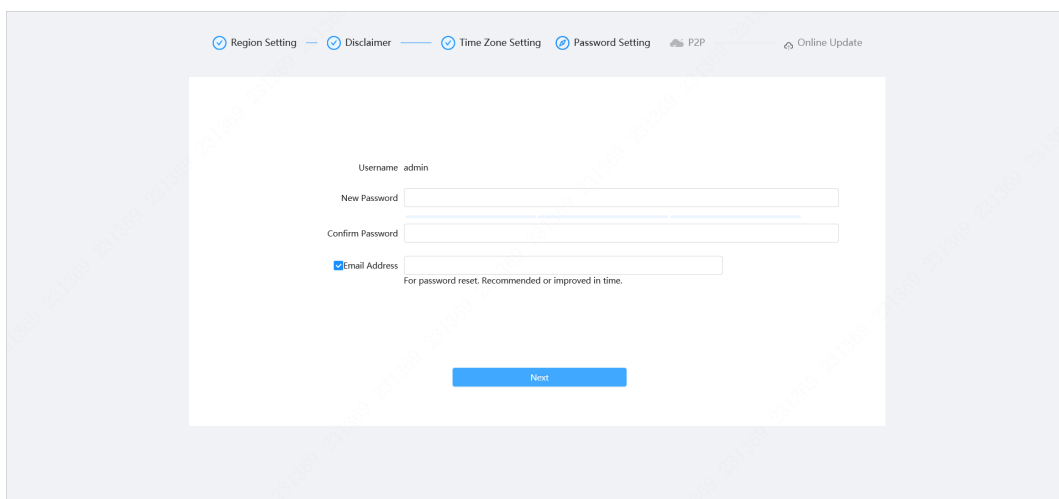 Region Setting Disclaimer Time Zone Setting Password Setting P2P Online Update
Username admin
New Password
Confirm Password
Email Address
For password reset. Recommended or improved in time.
Next